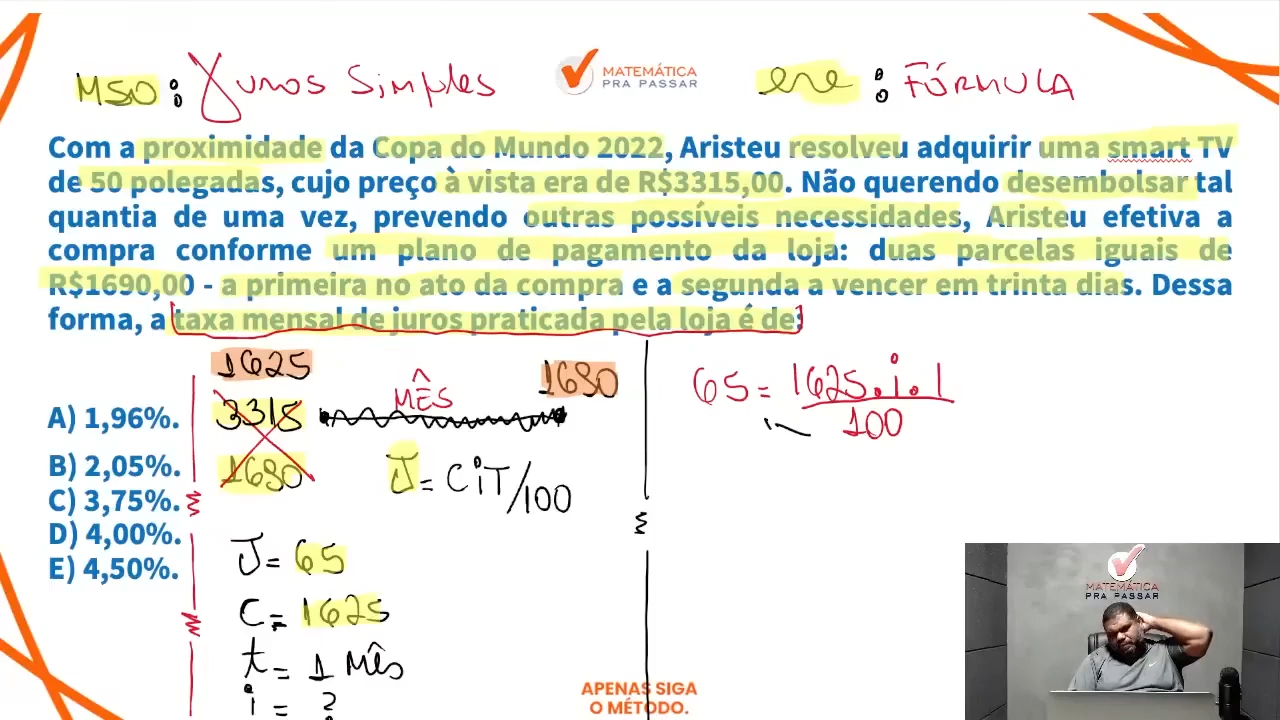 MSO: Juros Simples
MATEMÁTICA
PRA PASSAR
ere: FÓRMULA
Com a proximidade da Copa do Mundo 2022, Aristeu resolveu adquirir uma smart TV
de 50 polegadas, cujo preço à vista era de R$3315,00. Não querendo desembolsar tal
quantia de uma vez, prevendo outras possíveis necessidades, Aristeu efetiva a
compra conforme um plano de pagamento da loja: duas parcelas iguais de
R$1690,00 - a primeira no ato da compra e a segunda a vencer em trinta dias. Dessa
forma, a taxa mensal de juros praticada pela loja é de:
A) 1,96%.
B) 2,05%.
C) 3,75%.
D) 4,00%.
E) 4,50%.
1625
3315
1690
MÊS
1690
J = CiT/100
J = 65
C = 1625
t = 1 Mês
i = ?
65 = 1625.i.1
100
MATEMÁTICA
PRA PASSAR
APENAS SIGA
O MÉTODO.